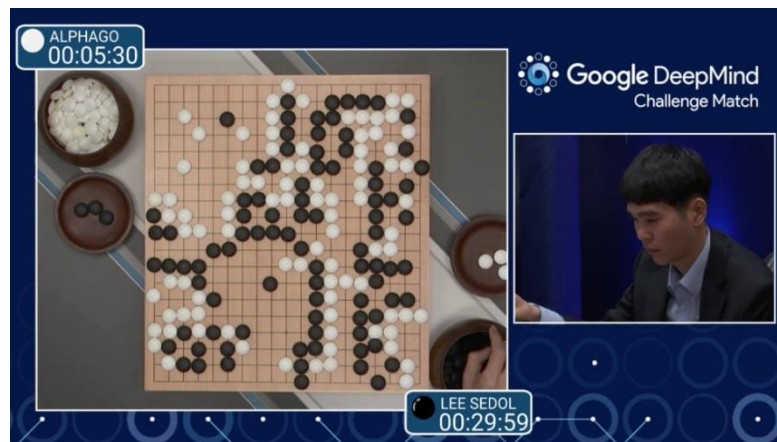 ALPHAGO
00:05:30
Google DeepMind
Challenge Match
LEE SEDOL
00:29:59